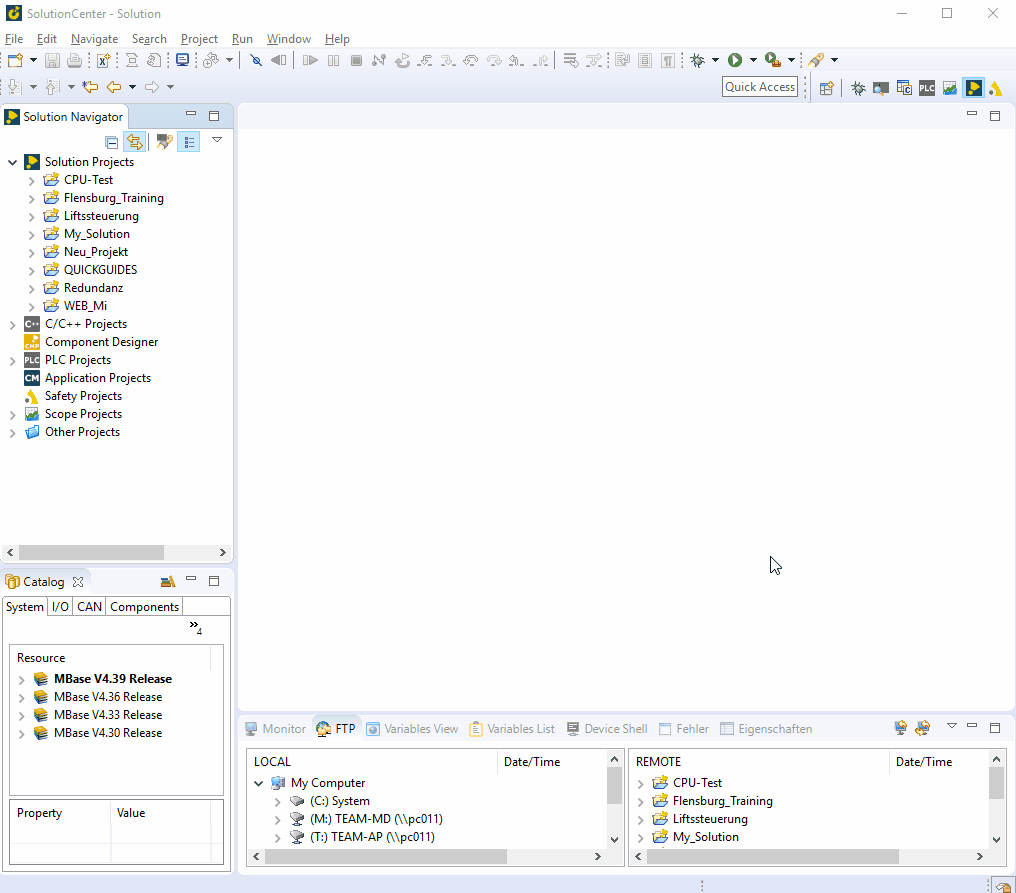 SolutionCenter - Solution
File Edit Navigate Search Project Run Window Help
Quick Access
PLC
Solution Navigator
Solution Projects
CPU-Test
Flensburg_Training
Liftssteuerung
My_Solution
Neu_Projekt
QUICKGUIDES
Redundanz
WEB_Mi
C++ C/C++ Projects
CMP Component Designer
PLC PLC Projects
CM Application Projects
Safety Projects
Scope Projects
Other Projects
Catalog
System I/O CAN Components
»4
Resource
MBase V4.39 Release
MBase V4.36 Release
MBase V4.33 Release
MBase V4.30 Release
Property Value
Monitor FTP Variables View Variables List Device Shell Fehler Eigenschaften
LOCAL Date/Time
My Computer
(C:) System
(M:) TEAM-MD (\\pc011)
(T:) TEAM-AP (\\pc011)
REMOTE Date/Time
CPU-Test
Flensburg_Training
Liftssteuerung
My_Solution